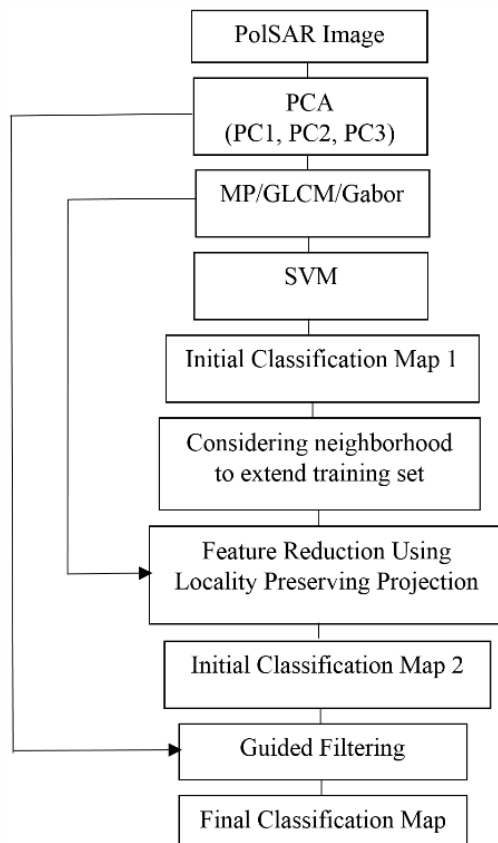 PolSAR Image
PCA
(PC1, PC2, PC3)
MP/GLCM/Gabor
SVM
Initial Classification Map 1
Considering neighborhood
to extend training set
Feature Reduction Using
Locality Preserving Projection
Initial Classification Map 2
Guided Filtering
Final Classification Map